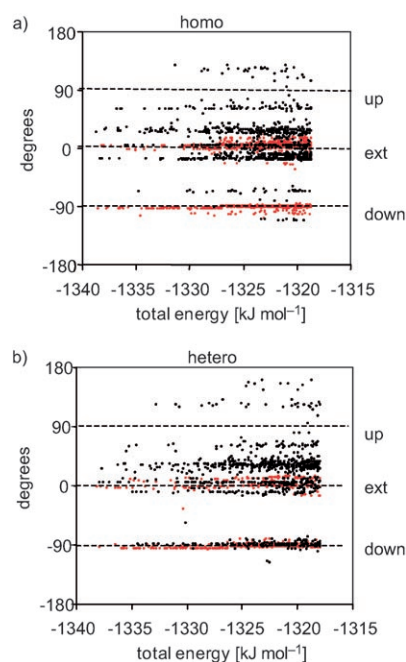 a)
homo
180
90
0
-90
-180
degrees
up
ext
down
-1340 -1335 -1330 -1325 -1320 -1315
total energy [kJ mol⁻¹]
b)
hetero
180
90
0
-90
-180
degrees
up
ext
down
-1340 -1335 -1330 -1325 -1320 -1315
total energy [kJ mol⁻¹]